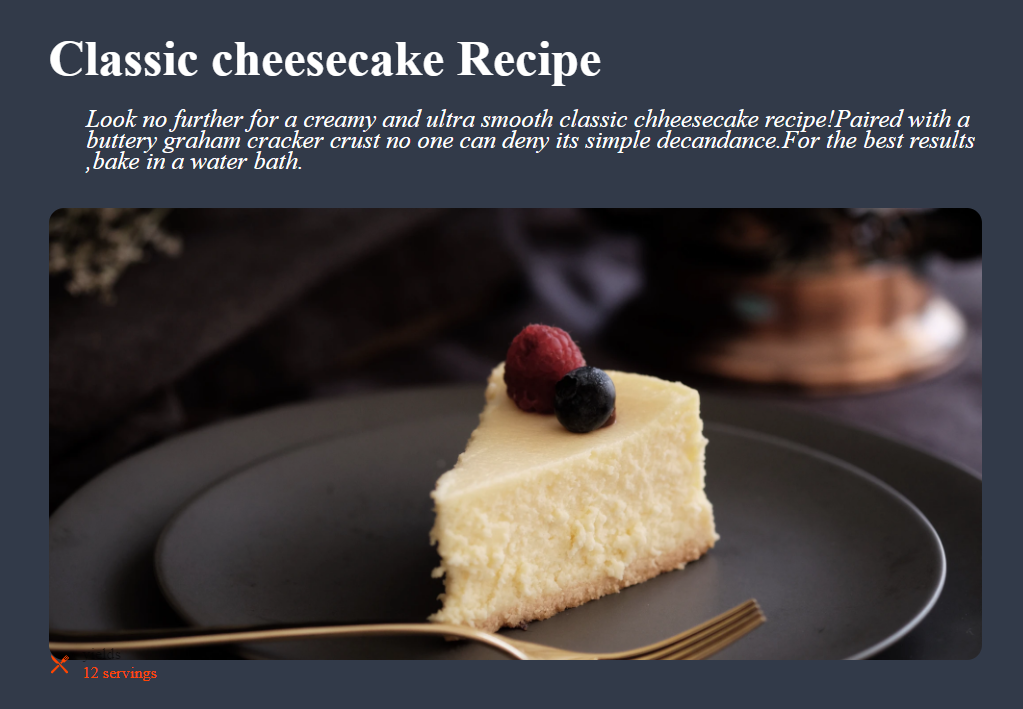 Classic cheesecake Recipe
Look no further for a creamy and ultra smooth classic chheesecake recipe!Paired with a
buttery graham cracker crust no one can deny its simple decandance.For the best results
,bake in a water bath.
12 servings